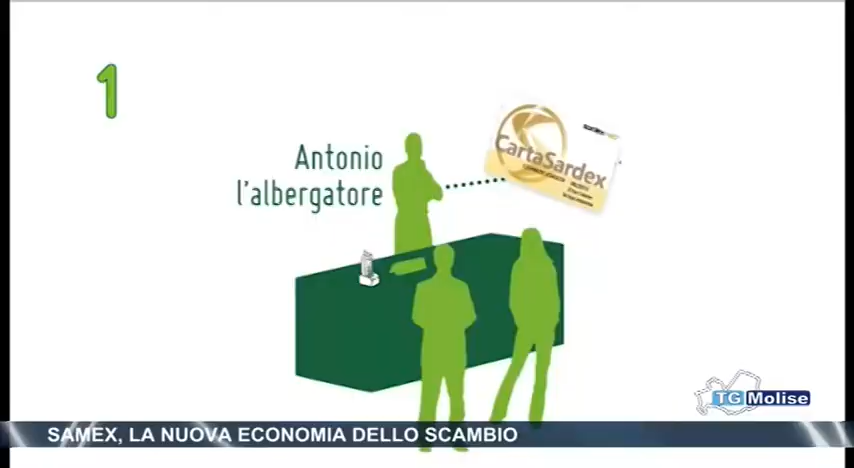 1
Antonio
l'albergatore
CartaSardex
TG Molise
SAMEX, LA NUOVA ECONOMIA DELLO SCAMBIO